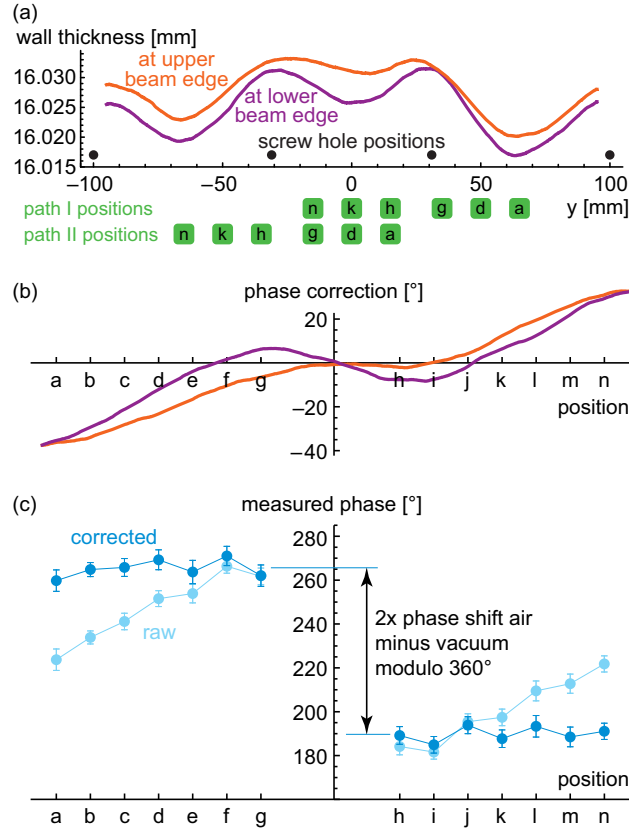 (a)
wall thickness [mm]
16.030
16.025
16.020
16.015
at upper
beam edge
at lower
beam edge
screw hole positions
−100 −50 0 50 100
y [mm]
path I positions n k h g d a
path II positions n k h g d a
(b) phase correction [°]
20
−20
−40
a b c d e f g h i j k l m n
position
(c) measured phase [°]
280
260
240
220
200
180
corrected
raw
2x phase shift air
minus vacuum
modulo 360°
position
a b c d e f g h i j k l m n